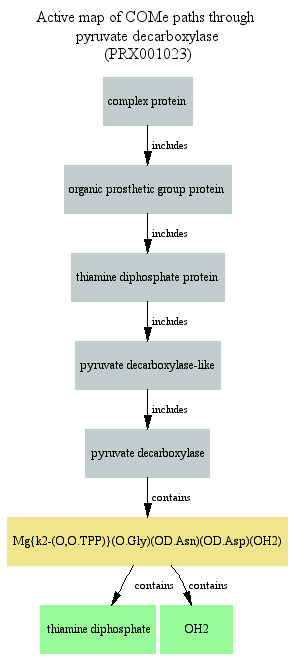 Active map of COMe paths through
pyruvate decarboxylase
(PRX001023)
complex protein
includes
organic prosthetic group protein
includes
thiamine diphosphate protein
includes
pyruvate decarboxylase-like
includes
pyruvate decarboxylase
contains
Mg{k2-(O,O.TPP)}(O.Gly)(OD.Asn)(OD.Asp)(OH2)
contains contains
thiamine diphosphate OH2